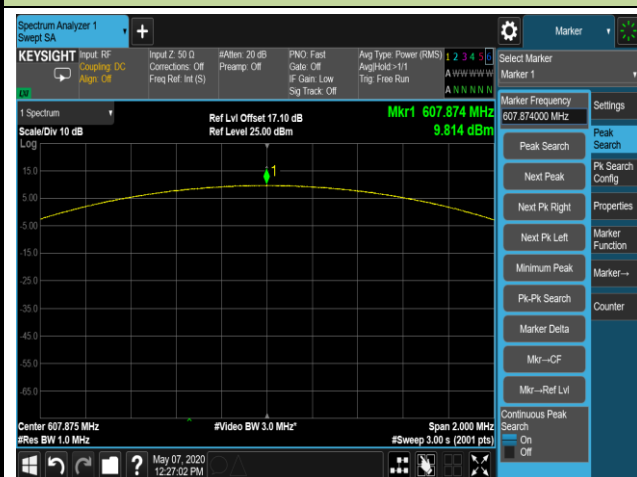 Spectrum Analyzer 1
Swept SA
Marker
KEYSIGHT
Input: RF
Coupling: DC
Align: Off
Input Z: 50 Ω
Corrections: Off
Freq Ref: Int (S)
#Atten: 20 dB
Preamp: Off
PNO: Fast
Gate: Off
IF Gain: Low
Sig Track: Off
Avg Type: Power (RMS)
Avg|Hold:>1/1
Trig: Free Run
1 2 3 4 5 6
A W W W W W
A N N N N N
Select Marker
Marker 1
1 Spectrum
Scale/Div 10 dB
Log
Ref Lvl Offset 17.10 dB
Ref Level 25.00 dBm
Mkr1 607.874 MHz
9.814 dBm
1
15.0
5.00
-5.00
-15.0
-25.0
-35.0
-45.0
-55.0
-65.0
Center 607.875 MHz
#Res BW 1.0 MHz
#Video BW 3.0 MHz*
Span 2.000 MHz
#Sweep 3.00 s (2001 pts)
Marker Frequency
607.874000 MHz
Peak Search
Next Peak
Next Pk Right
Next Pk Left
Minimum Peak
Pk-Pk Search
Marker Delta
Mkr→CF
Mkr→Ref Lvl
Continuous Peak
Search
On
Off
Settings
Peak
Search
Pk Search
Config
Properties
Marker
Function
Marker→
Counter
?
May 07, 2020
12:27:02 PM